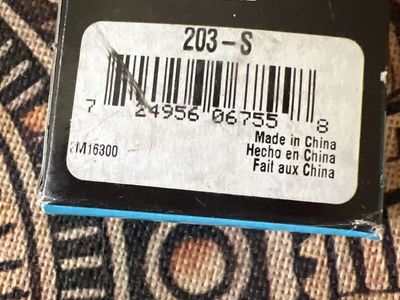 203-S
7 24956 06755 8
Made in China
Hecho en China
Fait aux China
M16300